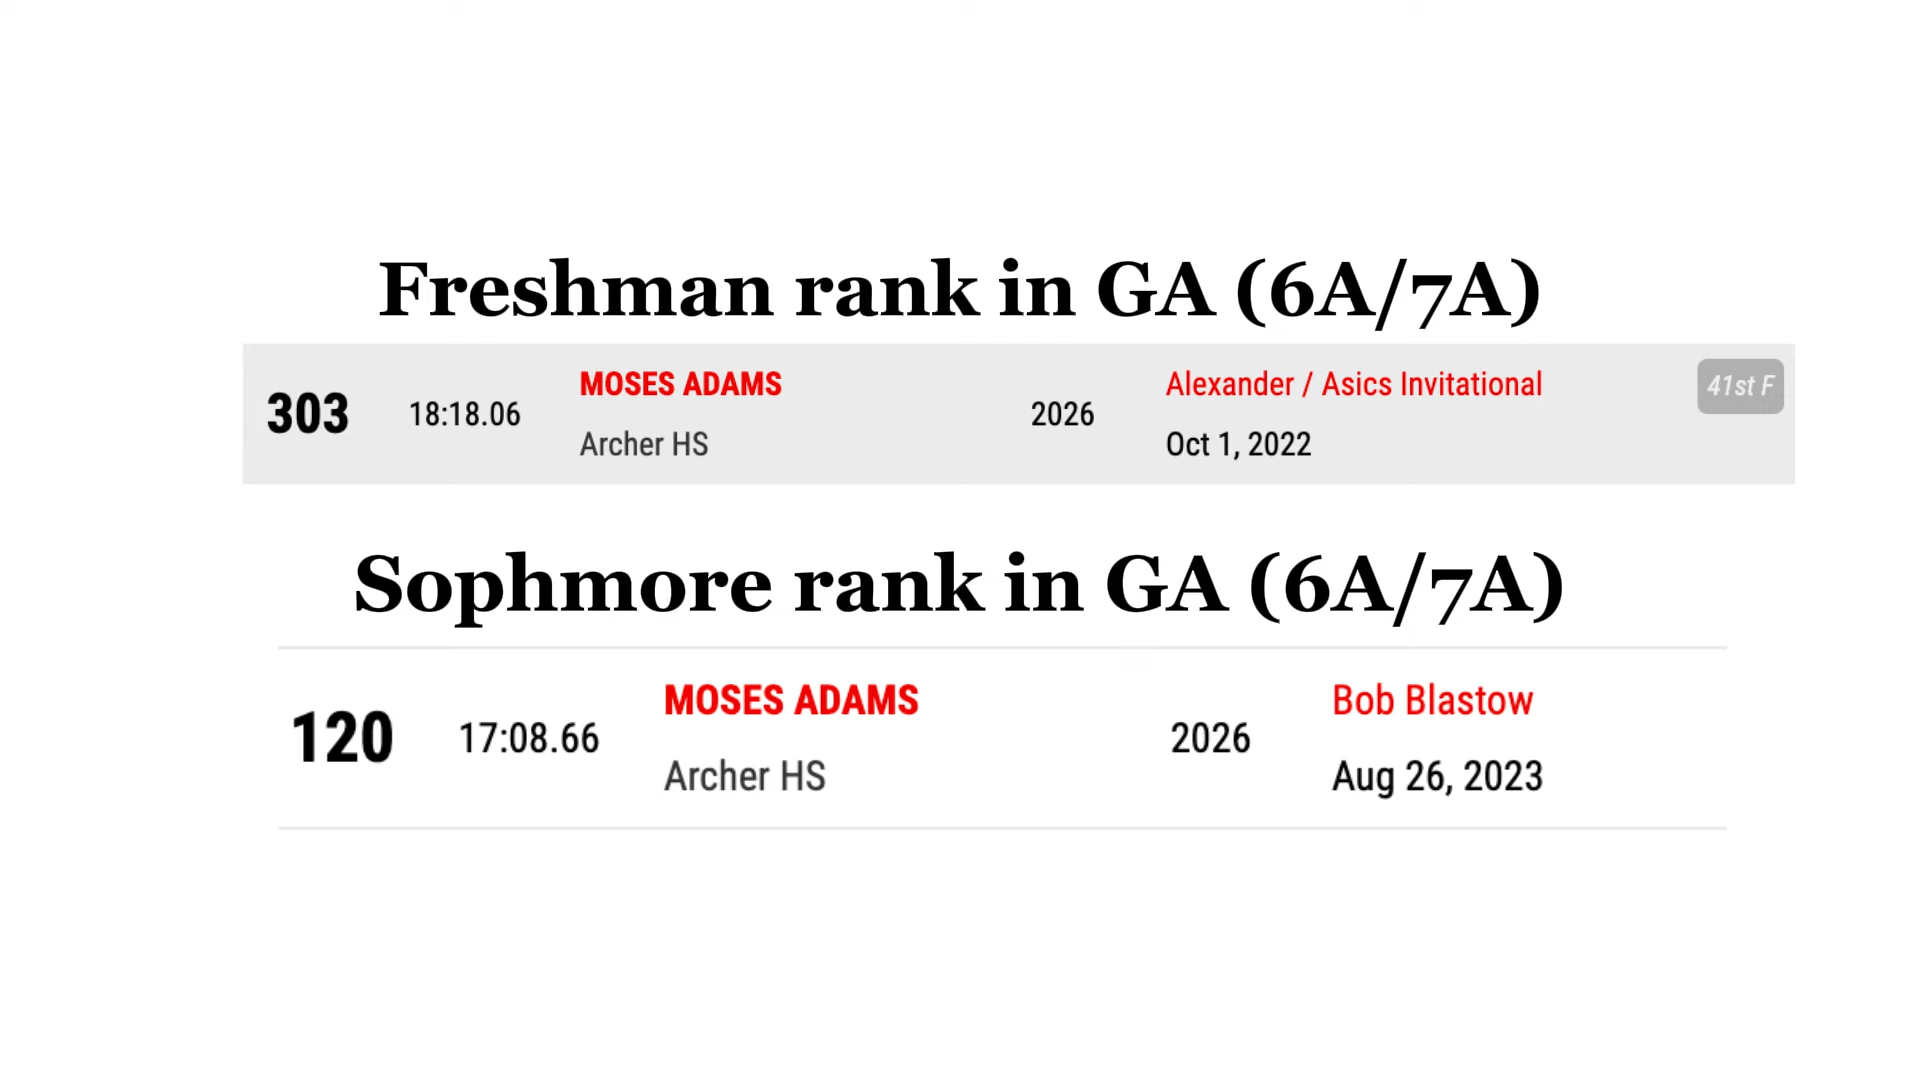 Freshman rank in GA (6A/7A)
303 18:18.06 MOSES ADAMS Archer HS 2026 Alexander / Asics Invitational Oct 1, 2022 41st F
Sophmore rank in GA (6A/7A)
120 17:08.66 MOSES ADAMS Archer HS 2026 Bob Blastow Aug 26, 2023